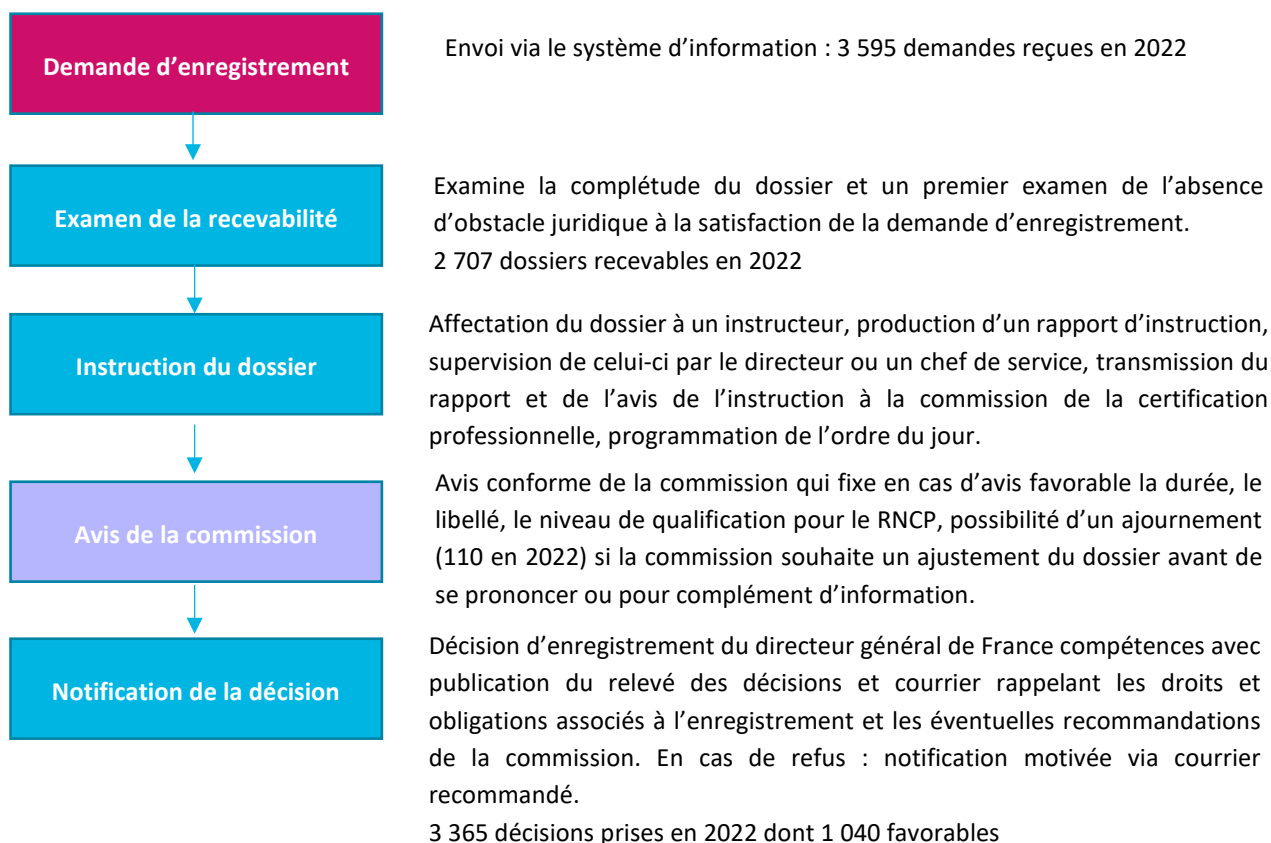 Demande d’enregistrement
Envoi via le système d’information : 3 595 demandes reçues en 2022
Examen de la recevabilité
Examine la complétude du dossier et un premier examen de l’absence
d’obstacle juridique à la satisfaction de la demande d’enregistrement.
2 707 dossiers recevables en 2022
Instruction du dossier
Affectation du dossier à un instructeur, production d’un rapport d’instruction,
supervision de celui-ci par le directeur ou un chef de service, transmission du
rapport et de l’avis de l’instruction à la commission de la certification
professionnelle, programmation de l’ordre du jour.
Avis de la commission
Avis conforme de la commission qui fixe en cas d’avis favorable la durée, le
libellé, le niveau de qualification pour le RNCP, possibilité d’un ajournement
(110 en 2022) si la commission souhaite un ajustement du dossier avant de
se prononcer ou pour complément d’information.
Notification de la décision
Décision d’enregistrement du directeur général de France compétences avec
publication du relevé des décisions et courrier rappelant les droits et
obligations associés à l’enregistrement et les éventuelles recommandations
de la commission. En cas de refus : notification motivée via courrier
recommandé.
3 365 décisions prises en 2022 dont 1 040 favorables